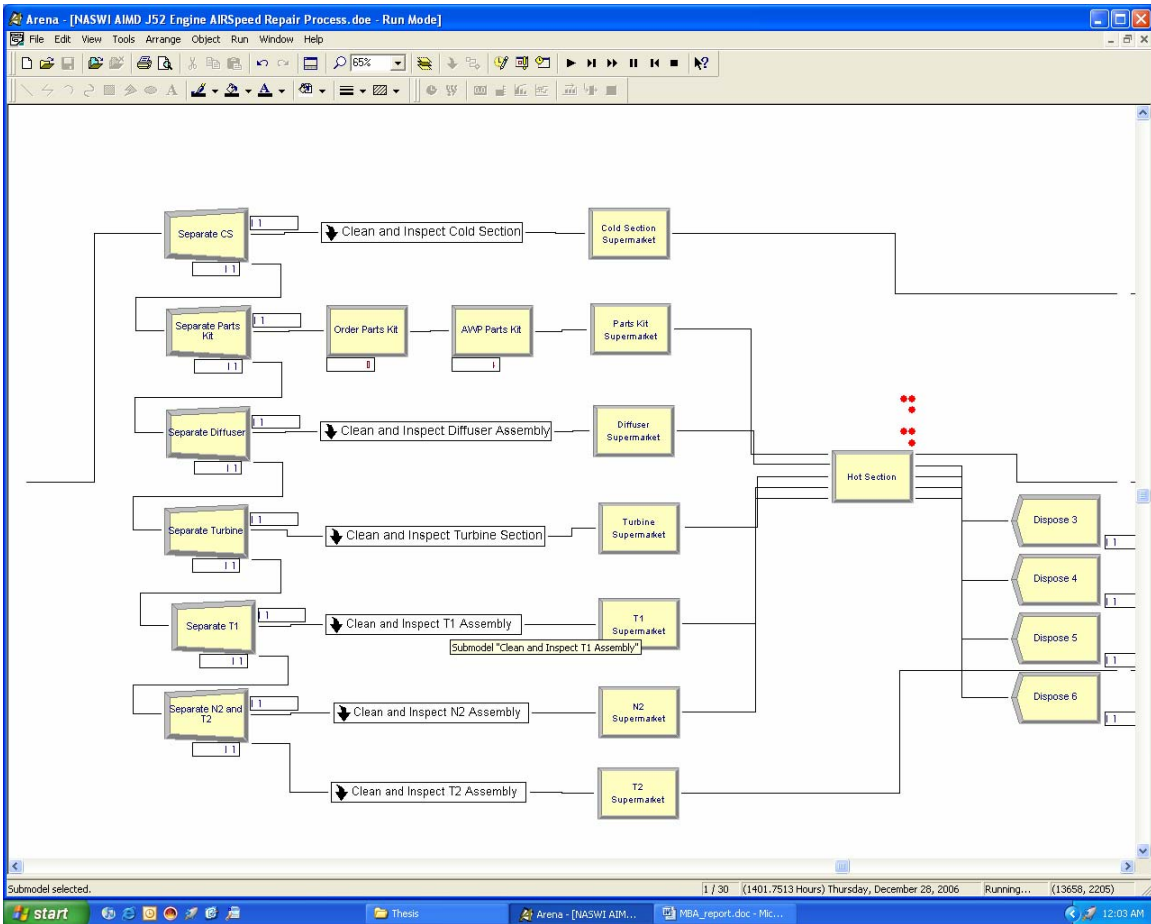 Arena - [NASWI AIMD J52 Engine AIRSpeed Repair Process.doe - Run Mode]
File Edit View Tools Arrange Object Run Window Help
65%
Separate CS
Clean and Inspect Cold Section
Cold Section
Supermarket
Separate Parts
Kit
Order Parts Kit
AWP Parts Kit
Parts Kit
Supermarket
Separate Diffuser
Clean and Inspect Diffuser Assembly
Diffuser
Supermarket
Hot Section
Separate Turbine
Clean and Inspect Turbine Section
Turbine
Supermarket
Dispose 3
Dispose 4
Separate T1
Clean and Inspect T1 Assembly
T1
Supermarket
Submodel "Clean and Inspect T1 Assembly"
Dispose 5
Separate N2 and
T2
Clean and Inspect N2 Assembly
N2
Supermarket
Dispose 6
Clean and Inspect T2 Assembly
T2
Supermarket
Submodel selected.
1 / 30 (1401.7513 Hours) Thursday, December 28, 2006 Running... (13658, 2205)
start Thesis Arena - [NASWI AIM... MBA_report.doc - Mic... 12:03 AM